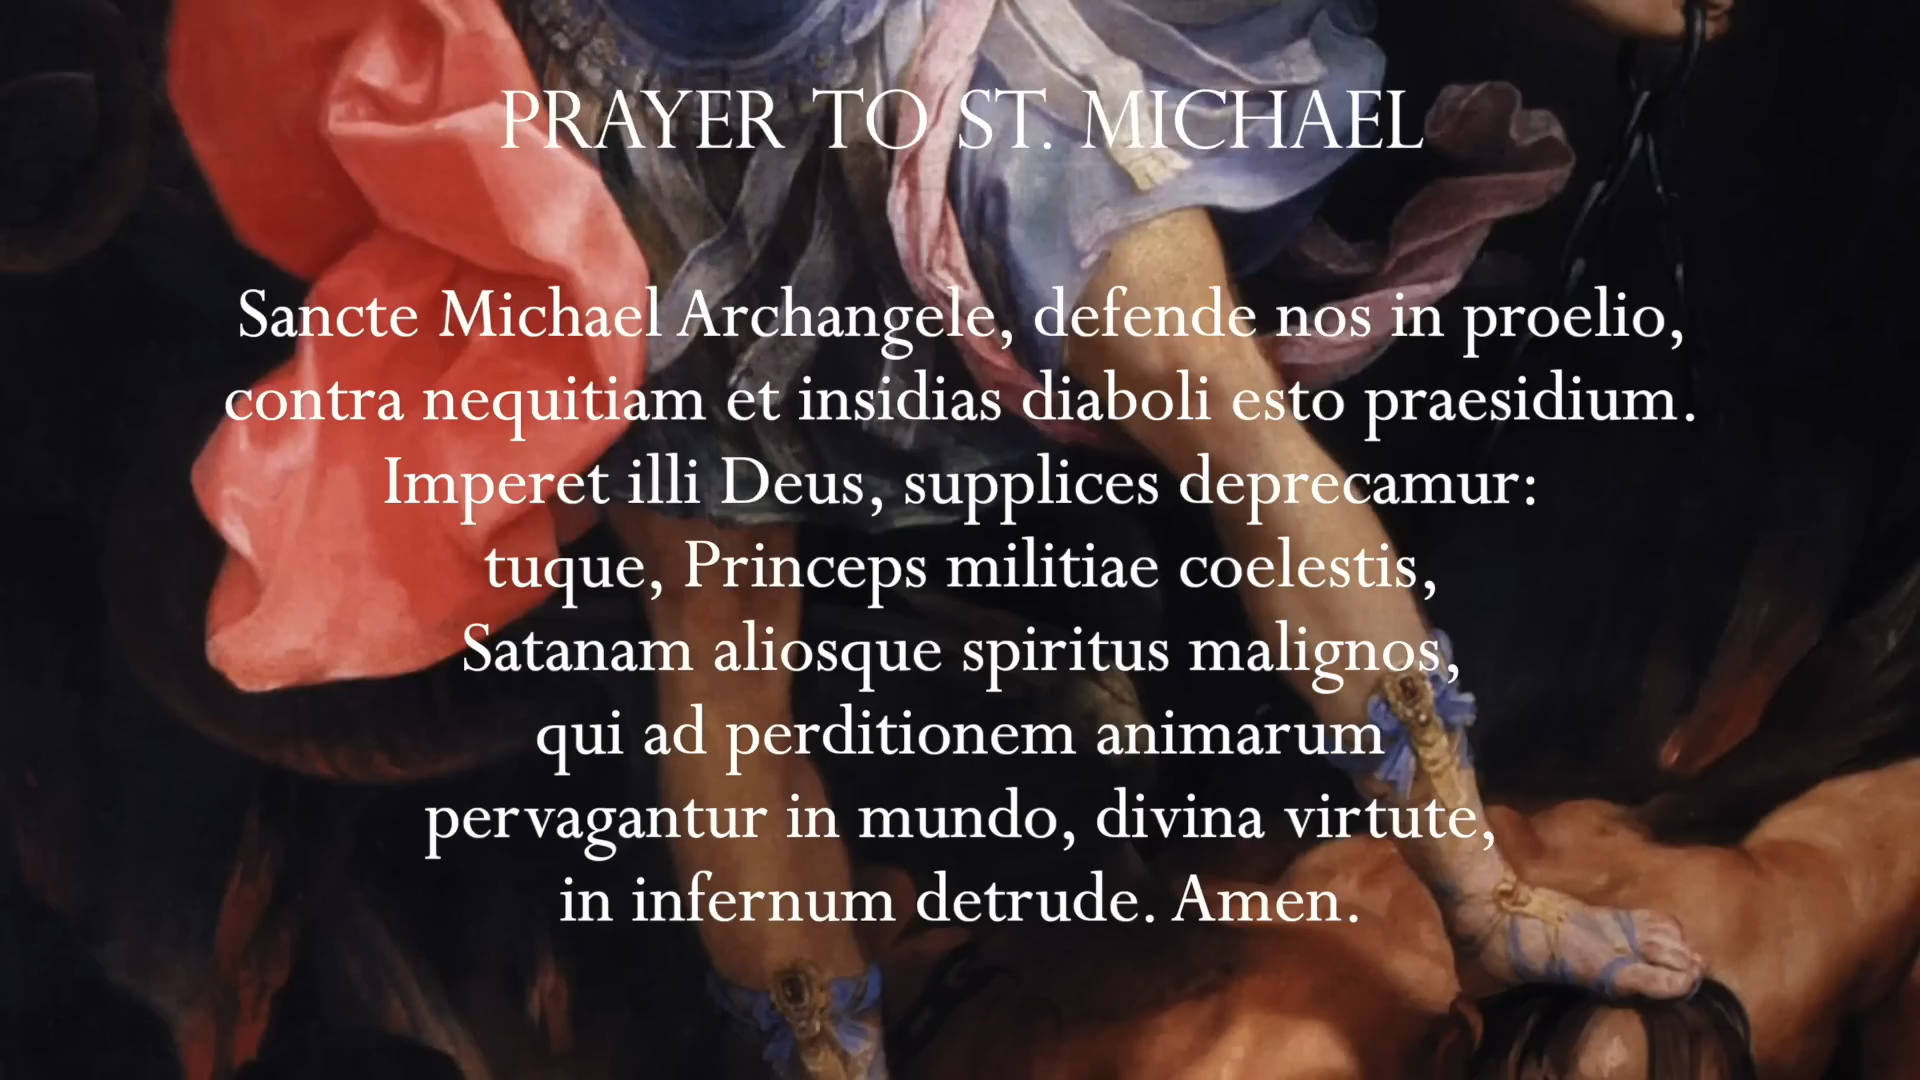 PRAYER TO ST. MICHAEL
Sancte Michael Archangele, defende nos in proelio,
contra nequitiam et insidias diaboli esto praesidium.
Imperet illi Deus, supplices deprecamur:
tuque, Princeps militiae coelestis,
Satanam aliosque spiritus malignos,
qui ad perditionem animarum
pervagantur in mundo, divina virtute,
in infernum detrude. Amen.